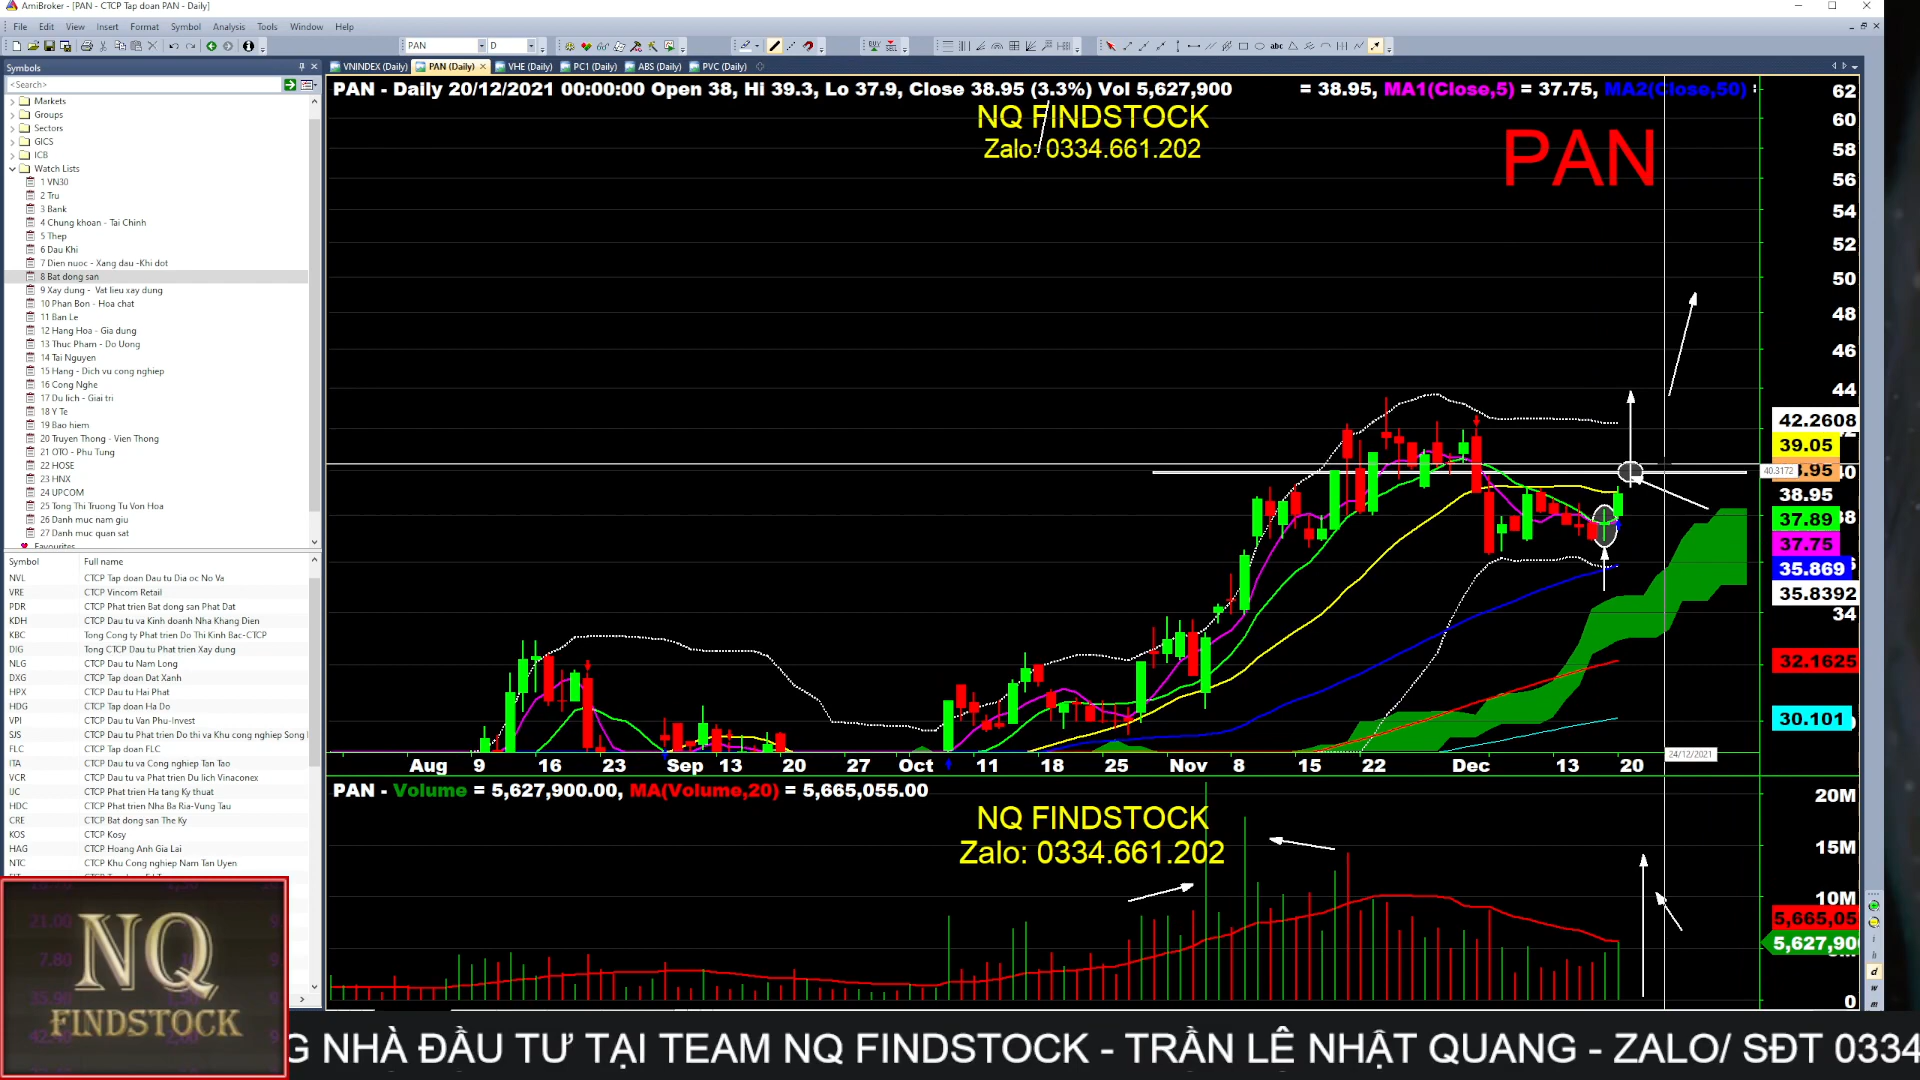 AmiBroker - [PAN - CTCP Tap doan PAN - Daily]
File Edit View Insert Format Symbol Analysis Tools Window Help
PAN D
Symbols
VNINDEX (Daily) PAN (Daily) VHE (Daily) PC1 (Daily) ABS (Daily) PVC (Daily)
<Search>
Markets
Groups
Sectors
GICS
ICB
Watch Lists
1 VN30
2 Tru
3 Bank
4 Chung khoan - Tai Chinh
5 Thep
6 Dau Khi
7 Dien nuoc - Xang dau -Khi dot
8 Bat dong san
9 Xay dung - Vat lieu xay dung
10 Phan Bon - Hoa chat
11 Ban Le
12 Hang Hoa - Gia dung
13 Thuc Pham - Do Uong
14 Tai Nguyen
15 Hang - Dich vu cong nghiep
16 Cong Nghe
17 Du lich - Giai tri
18 Y Te
19 Bao hiem
20 Truyen Thong - Vien Thong
21 OTO - Phu Tung
22 HOSE
23 HNX
24 UPCOM
25 Tong Thi Truong Tu Von Hoa
26 Danh muc nam giu
27 Danh muc quan sat
Favourites
Symbol Full name
NVL CTCP Tap doan Dau tu Dia oc No Va
VRE CTCP Vincom Retail
PDR CTCP Phat trien Bat dong san Phat Dat
KDH CTCP Dau tu va Kinh doanh Nha Khang Dien
KBC Tong Cong ty Phat trien Do Thi Kinh Bac-CTCP
DIG Tong CTCP Dau tu Phat trien Xay dung
NLG CTCP Dau tu Nam Long
DXG CTCP Tap doan Dat Xanh
HPX CTCP Dau tu Hai Phat
HDG CTCP Tap doan Ha Do
VPI CTCP Dau tu Van Phu-Invest
SJS CTCP Dau tu Phat trien Do thi va Khu cong nghiep Song
FLC CTCP Tap doan FLC
ITA CTCP Dau tu va Cong nghiep Tan Tao
VCR CTCP Dau tu va Phat trien Du lich Vinaconex
IJC CTCP Phat trien Ha tang Ky thuat
HDC CTCP Phat trien Nha Ba Ria-Vung Tau
CRE CTCP Bat dong san The Ky
KOS CTCP Kosy
HAG CTCP Hoang Anh Gia Lai
NTC CTCP Khu Cong nghiep Nam Tan Uyen
PAN - Daily 20/12/2021 00:00:00 Open 38, Hi 39.3, Lo 37.9, Close 38.95 (3.3%) Vol 5,627,900 = 38.95, MA1(Close,5) = 37.75, MA2(Close,50) =
NQ FINDSTOCK
Zalo: 0334.661.202
PAN
62
60
58
56
54
52
50
48
46
44
42.2608
39.05
40.3172
38.95
37.89
37.75
35.869
35.8392
34
32.1625
30.101
24/12/2021
Aug 9 16 23 Sep 13 20 27 Oct 11 18 25 Nov 8 15 22 Dec 13 20
PAN - Volume = 5,627,900.00, MA(Volume,20) = 5,665,055.00
NQ FINDSTOCK
Zalo: 0334.661.202
20M
15M
10M
5,665,05
5,627,90
0
NQ
FINDSTOCK
G NHÀ ĐẦU TƯ TẠI TEAM NQ FINDSTOCK - TRẦN LÊ NHẬT QUANG - ZALO/ SĐT 0334